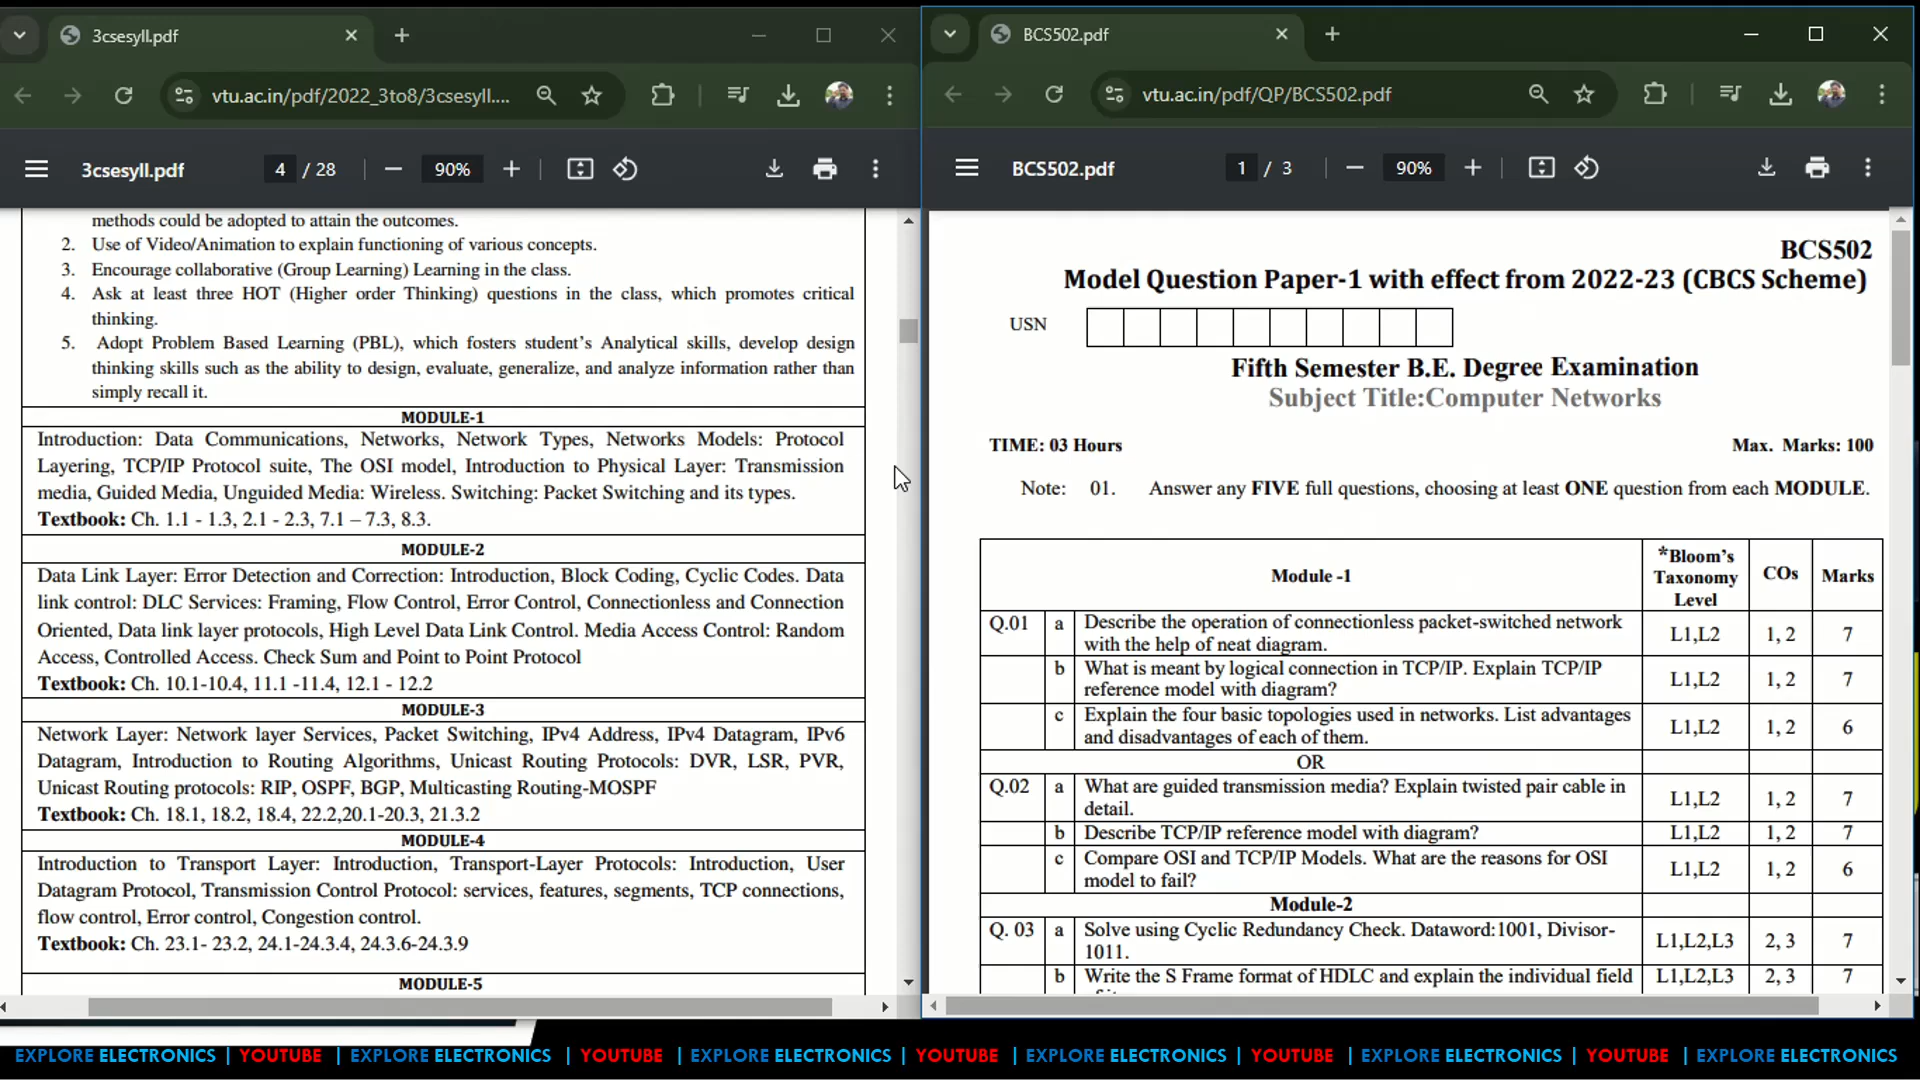 3csesyll.pdf
vtu.ac.in/pdf/2022_3to8/3csesyll....
3csesyll.pdf
4 / 28
90%
methods could be adopted to attain the outcomes.
2. Use of Video/Animation to explain functioning of various concepts.
3. Encourage collaborative (Group Learning) Learning in the class.
4. Ask at least three HOT (Higher order Thinking) questions in the class, which promotes critical
thinking.
5. Adopt Problem Based Learning (PBL), which fosters student's Analytical skills, develop design
thinking skills such as the ability to design, evaluate, generalize, and analyze information rather than
simply recall it.
MODULE-1
Introduction: Data Communications, Networks, Network Types, Networks Models: Protocol
Layering, TCP/IP Protocol suite, The OSI model, Introduction to Physical Layer: Transmission
media, Guided Media, Unguided Media: Wireless. Switching: Packet Switching and its types.
Textbook: Ch. 1.1 - 1.3, 2.1 - 2.3, 7.1 – 7.3, 8.3.
MODULE-2
Data Link Layer: Error Detection and Correction: Introduction, Block Coding, Cyclic Codes. Data
link control: DLC Services: Framing, Flow Control, Error Control, Connectionless and Connection
Oriented, Data link layer protocols, High Level Data Link Control. Media Access Control: Random
Access, Controlled Access. Check Sum and Point to Point Protocol
Textbook: Ch. 10.1-10.4, 11.1 -11.4, 12.1 - 12.2
MODULE-3
Network Layer: Network layer Services, Packet Switching, IPv4 Address, IPv4 Datagram, IPv6
Datagram, Introduction to Routing Algorithms, Unicast Routing Protocols: DVR, LSR, PVR,
Unicast Routing protocols: RIP, OSPF, BGP, Multicasting Routing-MOSPF
Textbook: Ch. 18.1, 18.2, 18.4, 22.2,20.1-20.3, 21.3.2
MODULE-4
Introduction to Transport Layer: Introduction, Transport-Layer Protocols: Introduction, User
Datagram Protocol, Transmission Control Protocol: services, features, segments, TCP connections,
flow control, Error control, Congestion control.
Textbook: Ch. 23.1- 23.2, 24.1-24.3.4, 24.3.6-24.3.9
MODULE-5
BCS502.pdf
vtu.ac.in/pdf/QP/BCS502.pdf
BCS502.pdf
1 / 3
90%
BCS502
Model Question Paper-1 with effect from 2022-23 (CBCS Scheme)
USN
Fifth Semester B.E. Degree Examination
Subject Title:Computer Networks
TIME: 03 Hours Max. Marks: 100
Note: 01. Answer any FIVE full questions, choosing at least ONE question from each MODULE.
Module -1 *Bloom's Taxonomy Level COs Marks
Q.01 a Describe the operation of connectionless packet-switched network
with the help of neat diagram. L1,L2 1, 2 7
b What is meant by logical connection in TCP/IP. Explain TCP/IP
reference model with diagram? L1,L2 1, 2 7
c Explain the four basic topologies used in networks. List advantages
and disadvantages of each of them. L1,L2 1, 2 6
OR
Q.02 a What are guided transmission media? Explain twisted pair cable in
detail. L1,L2 1, 2 7
b Describe TCP/IP reference model with diagram? L1,L2 1, 2 7
c Compare OSI and TCP/IP Models. What are the reasons for OSI
model to fail? L1,L2 1, 2 6
Module-2
Q. 03 a Solve using Cyclic Redundancy Check. Dataword:1001, Divisor-
1011. L1,L2,L3 2, 3 7
b Write the S Frame format of HDLC and explain the individual field L1,L2,L3 2, 3 7
EXPLORE ELECTRONICS | YOUTUBE | EXPLORE ELECTRONICS | YOUTUBE | EXPLORE ELECTRONICS | YOUTUBE | EXPLORE ELECTRONICS | YOUTUBE | EXPLORE ELECTRONICS | YOUTUBE | EXPLORE ELECTRONICS